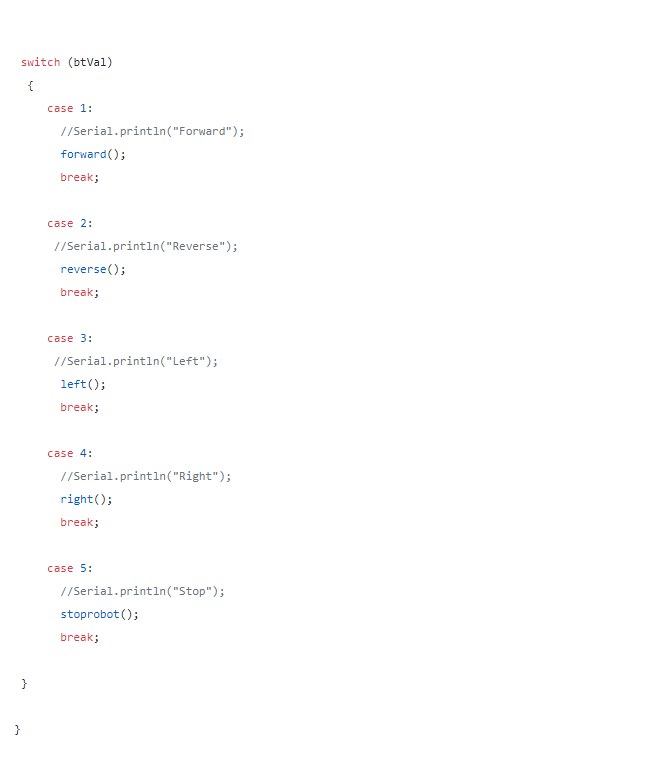 switch (btVal)
{
case 1:
//Serial.println("Forward");
forward();
break;
case 2:
//Serial.println("Reverse");
reverse();
break;
case 3:
//Serial.println("Left");
left();
break;
case 4:
//Serial.println("Right");
right();
break;
case 5:
//Serial.println("Stop");
stoprobot();
break;
}
}